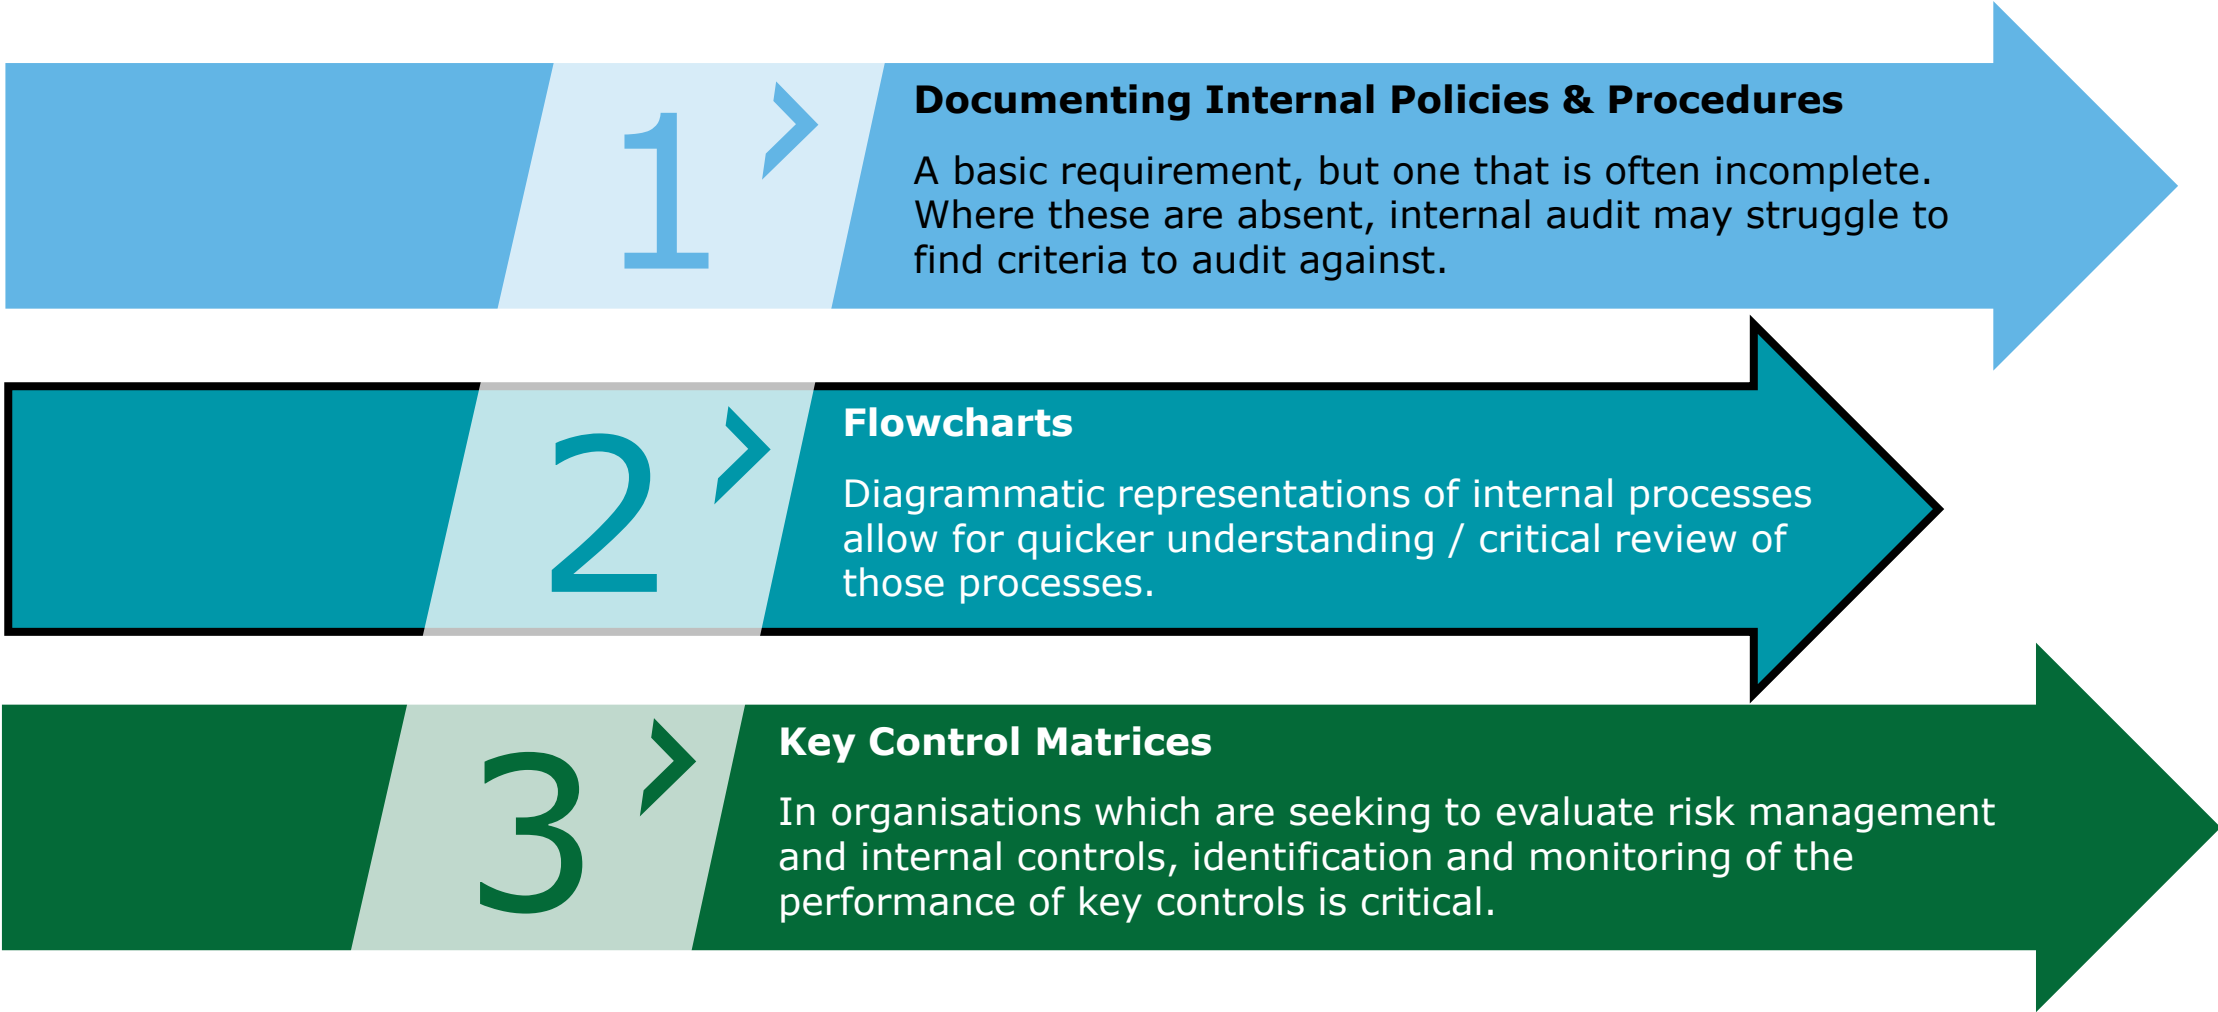 1
Documenting Internal Policies & Procedures
A basic requirement, but one that is often incomplete.
Where these are absent, internal audit may struggle to
find criteria to audit against.
2
Flowcharts
Diagrammatic representations of internal processes
allow for quicker understanding / critical review of
those processes.
3
Key Control Matrices
In organisations which are seeking to evaluate risk management
and internal controls, identification and monitoring of the
performance of key controls is critical.